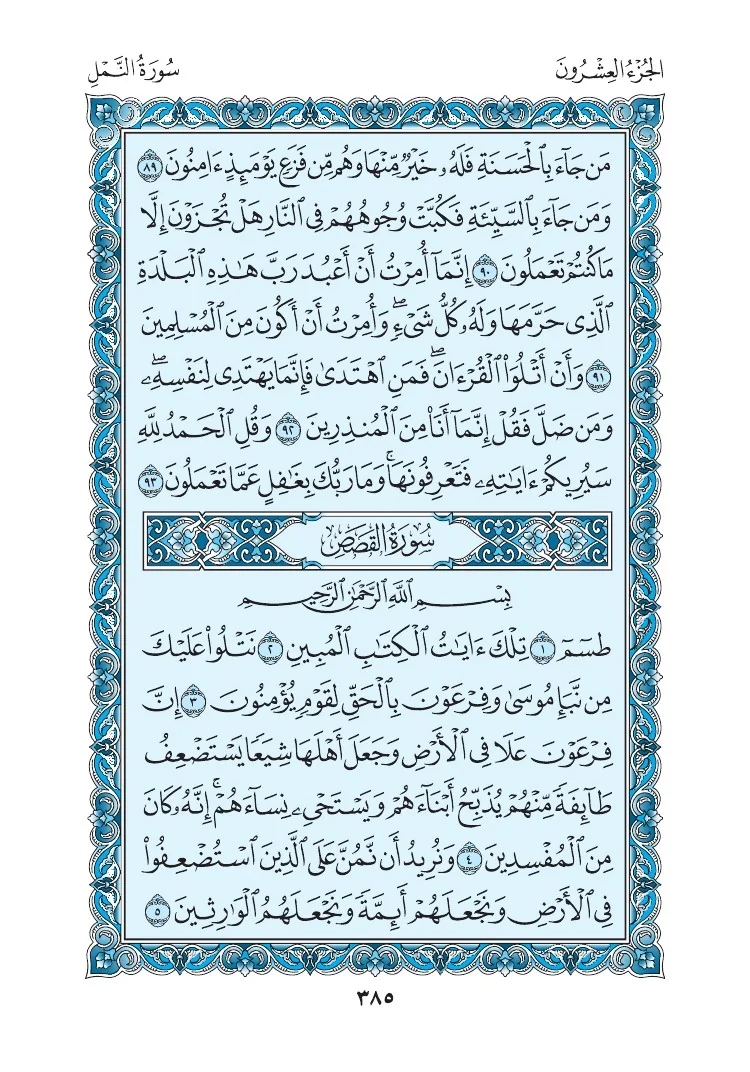 الجُزْءُ العِشْرُونَ سُورَةُ النَّمْلِ
مَن جَآءَ بِٱلْحَسَنَةِ فَلَهُۥ خَيْرٌ مِّنْهَا وَهُم مِّن فَزَعٍ يَوْمَئِذٍ ءَامِنُونَ ٨٩
وَمَن جَآءَ بِٱلسَّيِّئَةِ فَكُبَّتْ وُجُوهُهُمْ فِى ٱلنَّارِ هَلْ تُجْزَوْنَ إِلَّا
مَا كُنتُمْ تَعْمَلُونَ ٩٠ إِنَّمَآ أُمِرْتُ أَنْ أَعْبُدَ رَبَّ هَـٰذِهِ ٱلْبَلْدَةِ
ٱلَّذِى حَرَّمَهَا وَلَهُۥ كُلُّ شَىْءٍۖ وَأُمِرْتُ أَنْ أَكُونَ مِنَ ٱلْمُسْلِمِينَ
٩١ وَأَنْ أَتْلُوَا۟ ٱلْقُرْءَانَۖ فَمَنِ ٱهْتَدَىٰ فَإِنَّمَا يَهْتَدِى لِنَفْسِهِۦۖ
وَمَن ضَلَّ فَقُلْ إِنَّمَآ أَنَا۠ مِنَ ٱلْمُنذِرِينَ ٩٢ وَقُلِ ٱلْحَمْدُ لِلَّهِ
سَيُرِيكُمْ ءَايَـٰتِهِۦ فَتَعْرِفُونَهَاۚ وَمَا رَبُّكَ بِغَـٰفِلٍ عَمَّا تَعْمَلُونَ ٩٣
سُورَةُ القَصَصِ
بِسْمِ ٱللَّهِ ٱلرَّحْمَـٰنِ ٱلرَّحِيمِ
طسٓمٓ ١ تِلْكَ ءَايَـٰتُ ٱلْكِتَـٰبِ ٱلْمُبِينِ ٢ نَتْلُوا۟ عَلَيْكَ
مِن نَّبَإِ مُوسَىٰ وَفِرْعَوْنَ بِٱلْحَقِّ لِقَوْمٍ يُؤْمِنُونَ ٣ إِنَّ
فِرْعَوْنَ عَلَا فِى ٱلْأَرْضِ وَجَعَلَ أَهْلَهَا شِيَعًا يَسْتَضْعِفُ
طَآئِفَةً مِّنْهُمْ يُذَبِّحُ أَبْنَآءَهُمْ وَيَسْتَحْىِۦ نِسَآءَهُمْۚ إِنَّهُۥ كَانَ
مِنَ ٱلْمُفْسِدِينَ ٤ وَنُرِيدُ أَن نَّمُنَّ عَلَى ٱلَّذِينَ ٱسْتُضْعِفُوا۟
فِى ٱلْأَرْضِ وَنَجْعَلَهُمْ أَئِمَّةً وَنَجْعَلَهُمُ ٱلْوَٰرِثِينَ ٥
٣٨٥